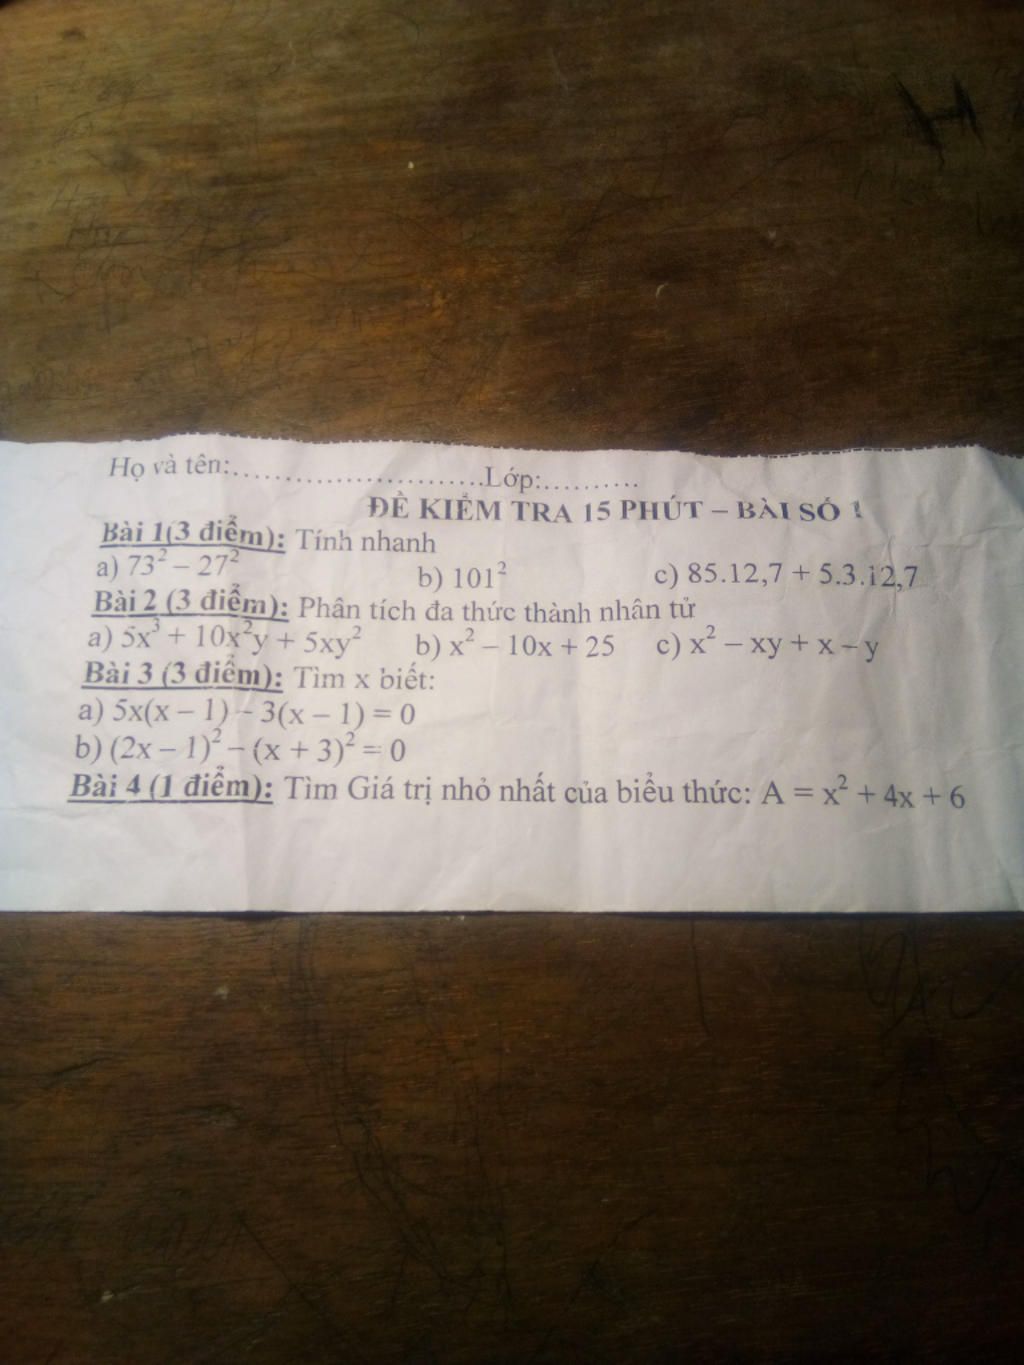 Họ và tên:............................Lớp:..........
ĐỀ KIỂM TRA 15 PHÚT – BÀI SỐ 1
Bài 1(3 điểm): Tính nhanh
a) 73² – 27² b) 101² c) 85.12,7 + 5.3.12,7
Bài 2 (3 điểm): Phân tích đa thức thành nhân tử
a) 5x³ + 10x²y + 5xy² b) x² – 10x + 25 c) x² – xy + x – y
Bài 3 (3 điểm): Tìm x biết:
a) 5x(x – 1) – 3(x – 1) = 0
b) (2x – 1)² – (x + 3)² = 0
Bài 4 (1 điểm): Tìm Giá trị nhỏ nhất của biểu thức: A = x² + 4x + 6